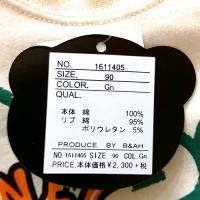 NO. 1611405
SIZE. 90
COLOR. Gn
QUAL.
本体 綿 100%
リブ 綿 95%
ポリウレタン 5%
PRODUCE BY B&AH
NO 1611405 SIZE 90 COL Gn
PRICE. 本体価格 ¥2,300 +税